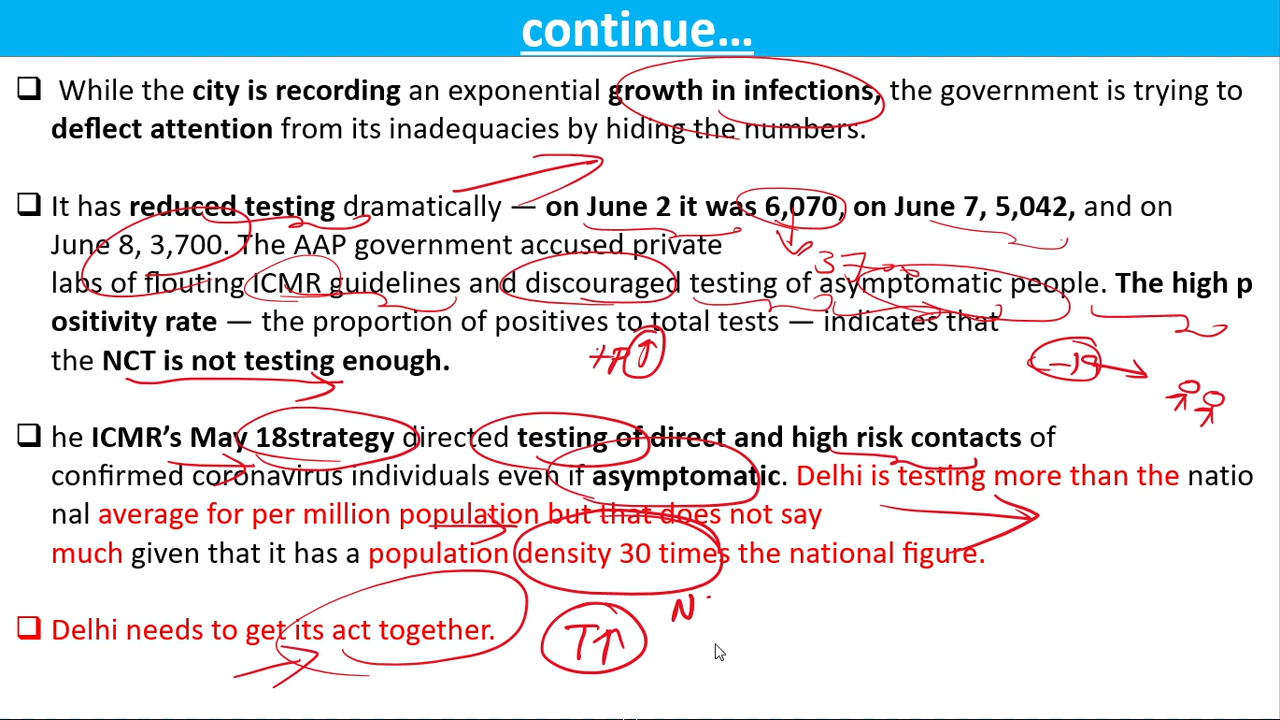 continue…
❑ While the city is recording an exponential growth in infections, the government is trying to
deflect attention from its inadequacies by hiding the numbers.
❑ It has reduced testing dramatically — on June 2 it was 6,070, on June 7, 5,042, and on
June 8, 3,700. The AAP government accused private
labs of flouting ICMR guidelines and discouraged testing of asymptomatic people. The high p
ositivity rate — the proportion of positives to total tests — indicates that
the NCT is not testing enough.
❑ he ICMR’s May 18strategy directed testing of direct and high risk contacts of
confirmed coronavirus individuals even if asymptomatic. Delhi is testing more than the natio
nal average for per million population but that does not say
much given that it has a population density 30 times the national figure.
❑ Delhi needs to get its act together.
3700
+P↑
N
T↑